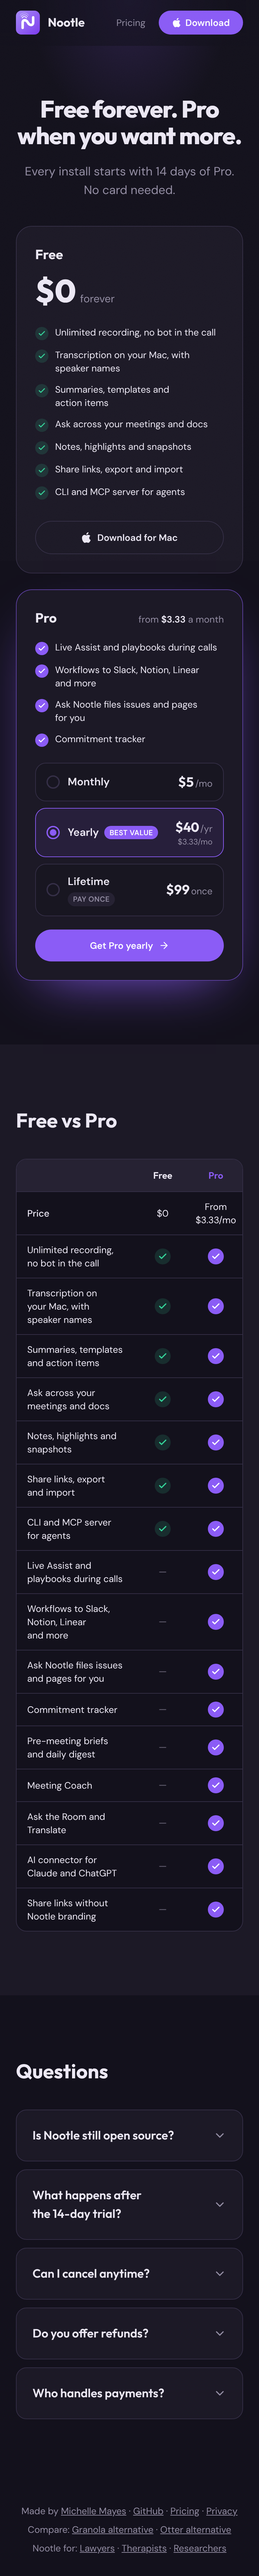 Nootle
Pricing
Download
Free forever. Pro
when you want more.
Every install starts with 14 days of Pro.
No card needed.
Free
$0 forever
Unlimited recording, no bot in the call
Transcription on your Mac, with
speaker names
Summaries, templates and
action items
Ask across your meetings and docs
Notes, highlights and snapshots
Share links, export and import
CLI and MCP server for agents
Download for Mac
Pro
from $3.33 a month
Live Assist and playbooks during calls
Workflows to Slack, Notion, Linear
and more
Ask Nootle files issues and pages
for you
Commitment tracker
Monthly
$5/mo
Yearly BEST VALUE
$40/yr
$3.33/mo
Lifetime
PAY ONCE
$99 once
Get Pro yearly →
Free vs Pro
Free Pro
Price $0 From
$3.33/mo
Unlimited recording,
no bot in the call
Transcription on
your Mac, with
speaker names
Summaries, templates
and action items
Ask across your
meetings and docs
Notes, highlights and
snapshots
Share links, export
and import
CLI and MCP server
for agents
Live Assist and
playbooks during calls
—
Workflows to Slack,
Notion, Linear
and more
—
Ask Nootle files issues
and pages for you
—
Commitment tracker —
Pre-meeting briefs
and daily digest
—
Meeting Coach —
Ask the Room and
Translate
—
AI connector for
Claude and ChatGPT
—
Share links without
Nootle branding
—
Questions
Is Nootle still open source?
What happens after
the 14-day trial?
Can I cancel anytime?
Do you offer refunds?
Who handles payments?
Made by Michelle Mayes · GitHub · Pricing · Privacy
Compare: Granola alternative · Otter alternative
Nootle for: Lawyers · Therapists · Researchers